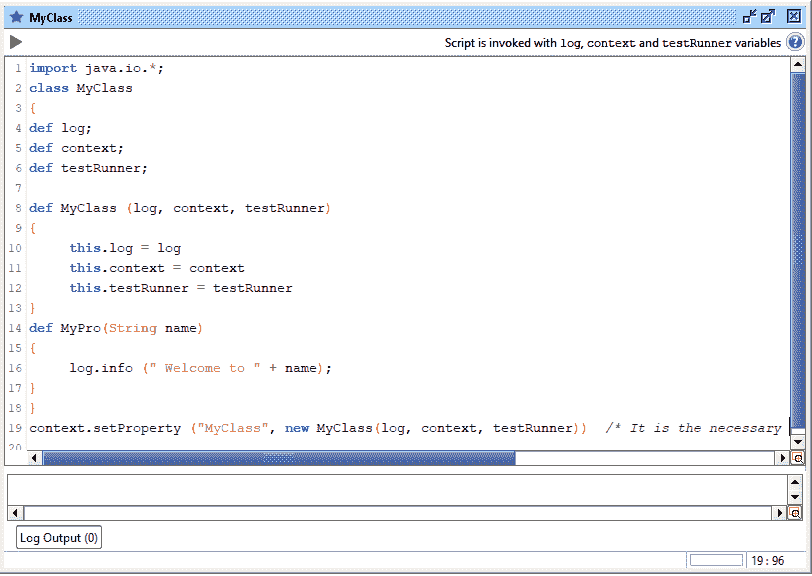 MyClass
Script is invoked with log, context and testRunner variables
1 import java.io.*;
2 class MyClass
3 {
4 def log;
5 def context;
6 def testRunner;
7
8 def MyClass (log, context, testRunner)
9 {
10 this.log = log
11 this.context = context
12 this.testRunner = testRunner
13 }
14 def MyPro(String name)
15 {
16 log.info (" Welcome to " + name);
17 }
18 }
19 context.setProperty ("MyClass", new MyClass(log, context, testRunner)) /* It is the necessary
20
Log Output (0)
19 : 96